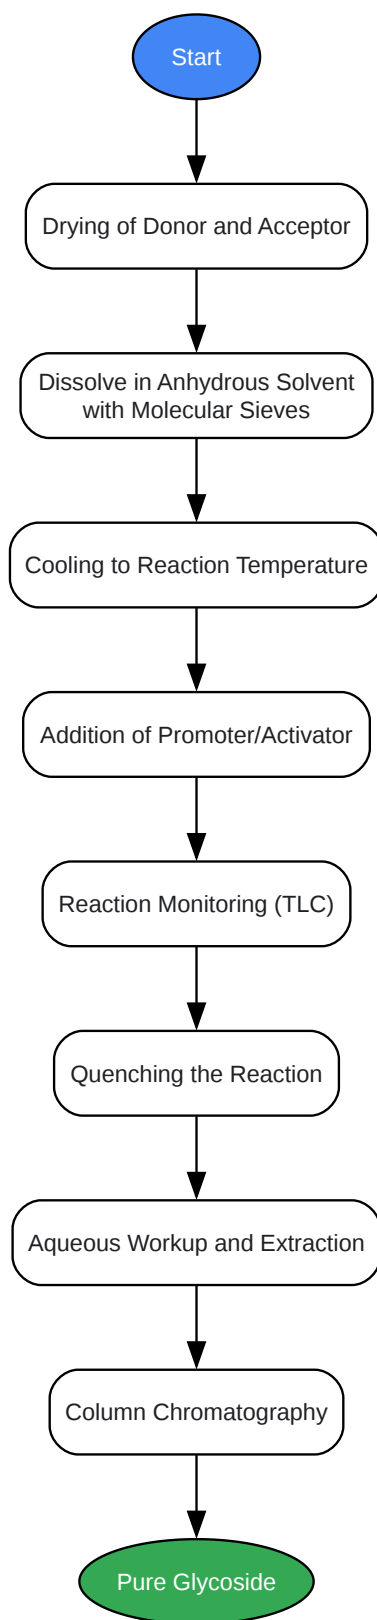 Start
Drying of Donor and Acceptor
Dissolve in Anhydrous Solvent
with Molecular Sieves
Cooling to Reaction Temperature
Addition of Promoter/Activator
Reaction Monitoring (TLC)
Quenching the Reaction
Aqueous Workup and Extraction
Column Chromatography
Pure Glycoside